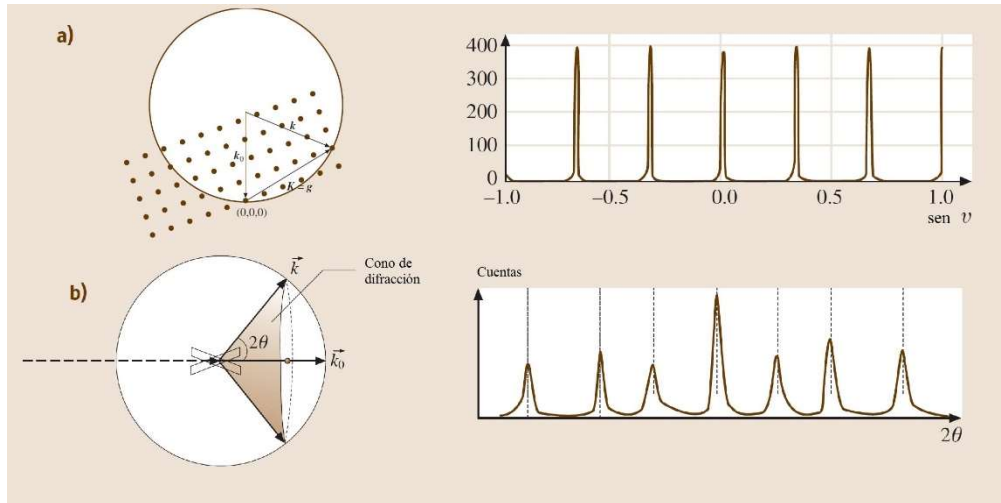 a)
k
k₀
K = g
(0,0,0)
400
300
200
100
0
−1.0
−0.5
0.0
0.5
1.0
sen υ
b)
k⃗
Cono de
difracción
2θ
k⃗₀
Cuentas
2θ